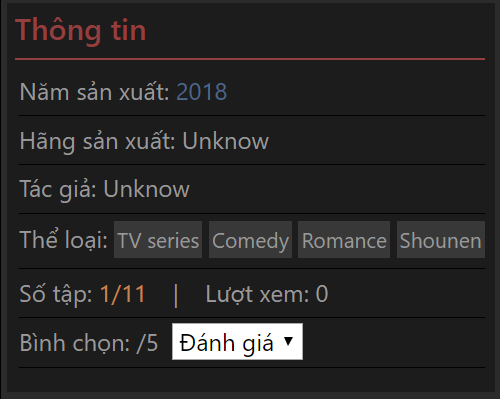 Thông tin
Năm sản xuất: 2018
Hãng sản xuất: Unknow
Tác giả: Unknow
Thể loại: TV series Comedy Romance Shounen
Số tập: 1/11 | Lượt xem: 0
Bình chọn: /5 Đánh giá